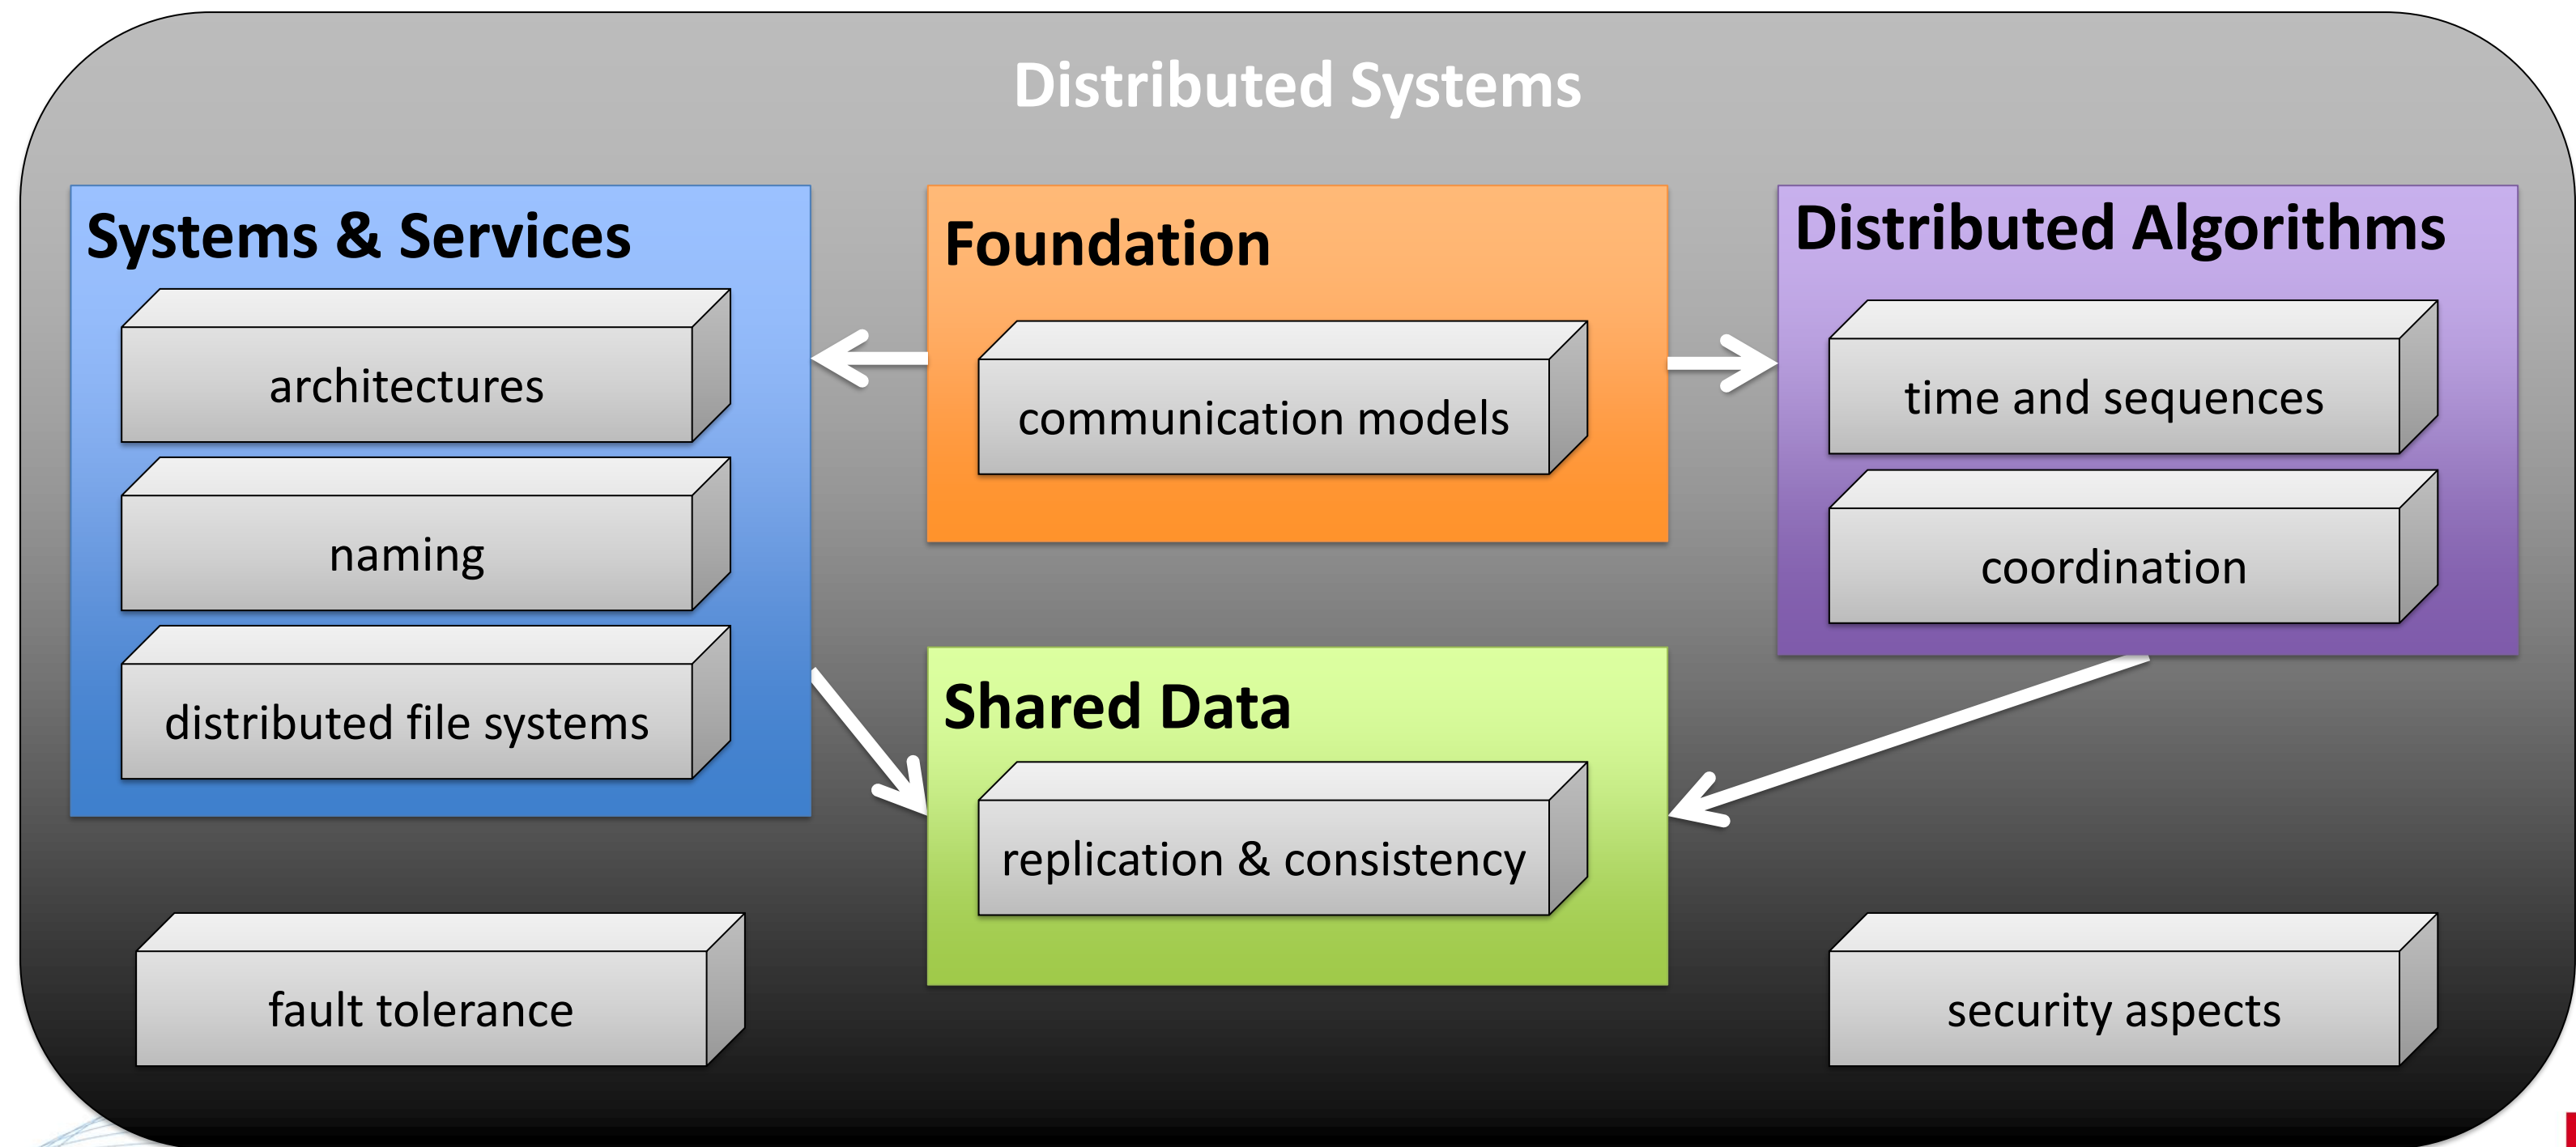 Distributed Systems
Systems & Services
architectures
naming
distributed file systems
Foundation
communication models
Distributed Algorithms
time and sequences
coordination
Shared Data
replication & consistency
fault tolerance
security aspects